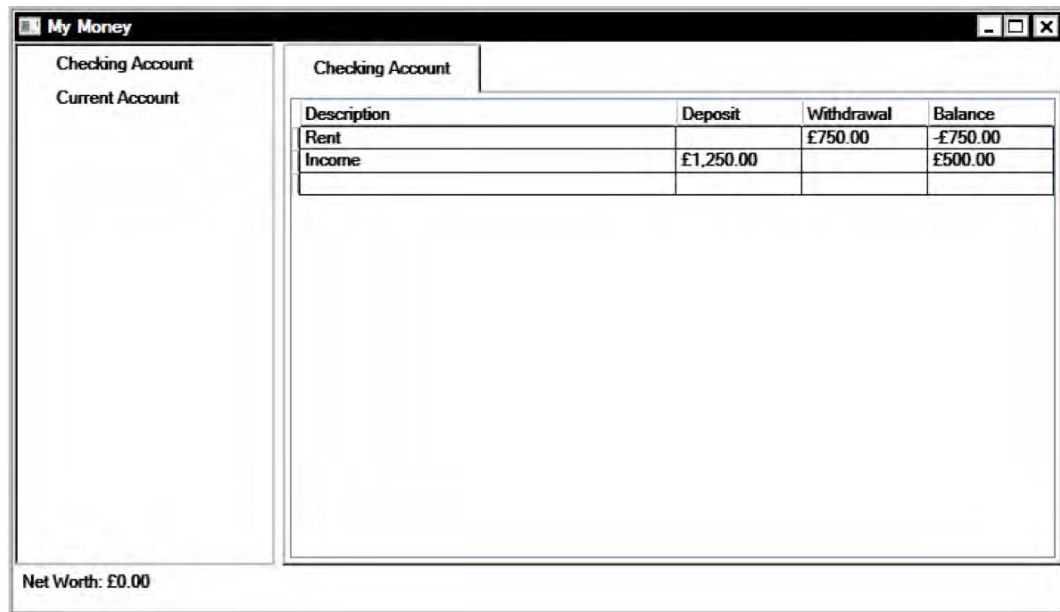 My Money
Checking Account
Current Account
Checking Account
Description Deposit Withdrawal Balance
Rent £750.00 -£750.00
Income £1,250.00 £500.00
Net Worth: £0.00